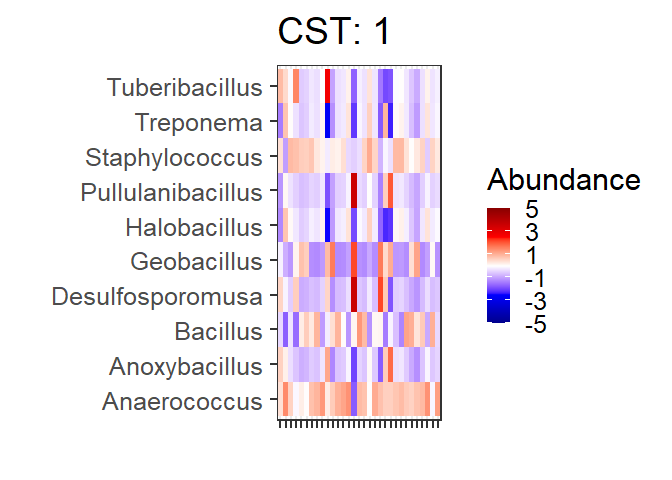 CST: 1
Tuberibacillus
Treponema
Staphylococcus
Pullulanibacillus
Halobacillus
Geobacillus
Desulfosporomusa
Bacillus
Anoxybacillus
Anaerococcus
Abundance
5
3
1
-1
-3
-5